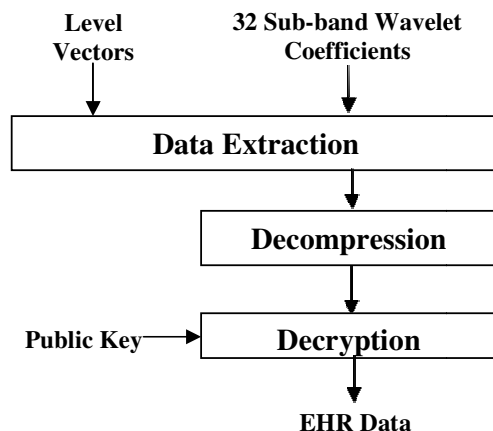 Level
Vectors
32 Sub-band Wavelet
Coefficients
Data Extraction
Decompression
Public Key
Decryption
EHR Data